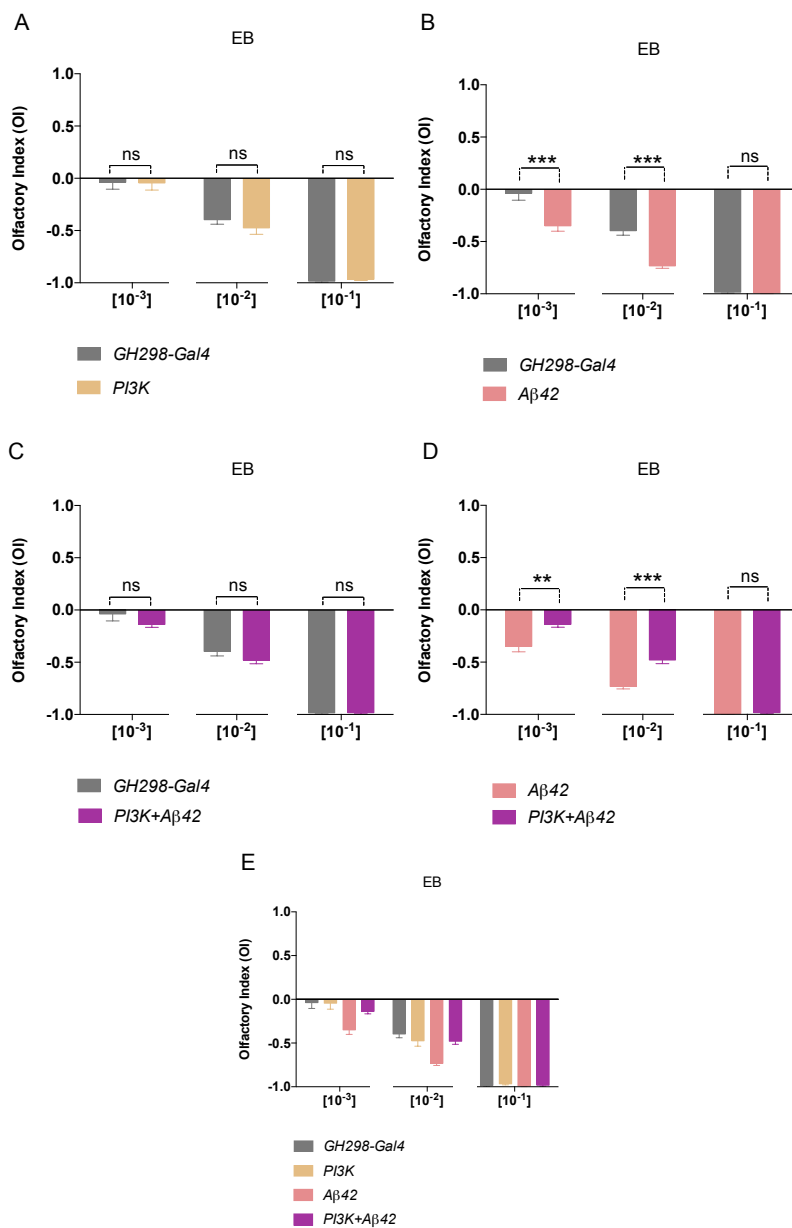 A
EB
Olfactory Index (OI)
1.0
0.5
0.0
-0.5
-1.0
ns
ns
ns
[10⁻³]
[10⁻²]
[10⁻¹]
GH298-Gal4
PI3K
B
EB
Olfactory Index (OI)
1.0
0.5
0.0
-0.5
-1.0
***
***
ns
[10⁻³]
[10⁻²]
[10⁻¹]
GH298-Gal4
Aβ42
C
EB
Olfactory Index (OI)
1.0
0.5
0.0
-0.5
-1.0
ns
ns
ns
[10⁻³]
[10⁻²]
[10⁻¹]
GH298-Gal4
PI3K+Aβ42
D
EB
Olfactory Index (OI)
1.0
0.5
0.0
-0.5
-1.0
**
***
ns
[10⁻³]
[10⁻²]
[10⁻¹]
Aβ42
PI3K+Aβ42
E
EB
Olfactory Index (OI)
1.0
0.5
0.0
-0.5
-1.0
[10⁻³]
[10⁻²]
[10⁻¹]
GH298-Gal4
PI3K
Aβ42
PI3K+Aβ42